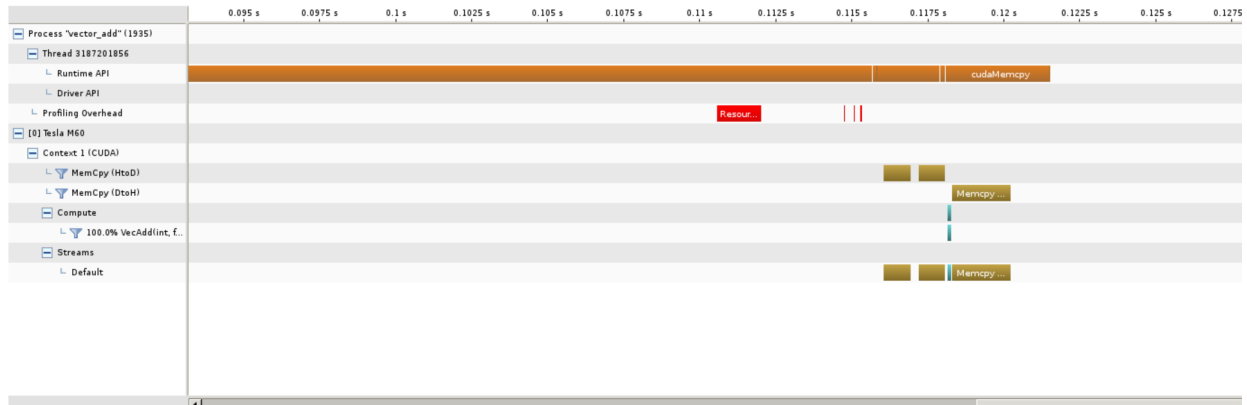 0.095 s 0.0975 s 0.1 s 0.1025 s 0.105 s 0.1075 s 0.11 s 0.1125 s 0.115 s 0.1175 s 0.12 s 0.1225 s 0.125 s 0.1275
Process "vector_add" (1935)
Thread 3187201856
Runtime API cudaMemcpy
Driver API
Profiling Overhead Resour...
[0] Tesla M60
Context 1 (CUDA)
MemCpy (HtoD)
MemCpy (DtoH) Memcpy ...
Compute
100.0% VecAdd(int, f...
Streams
Default Memcpy ...